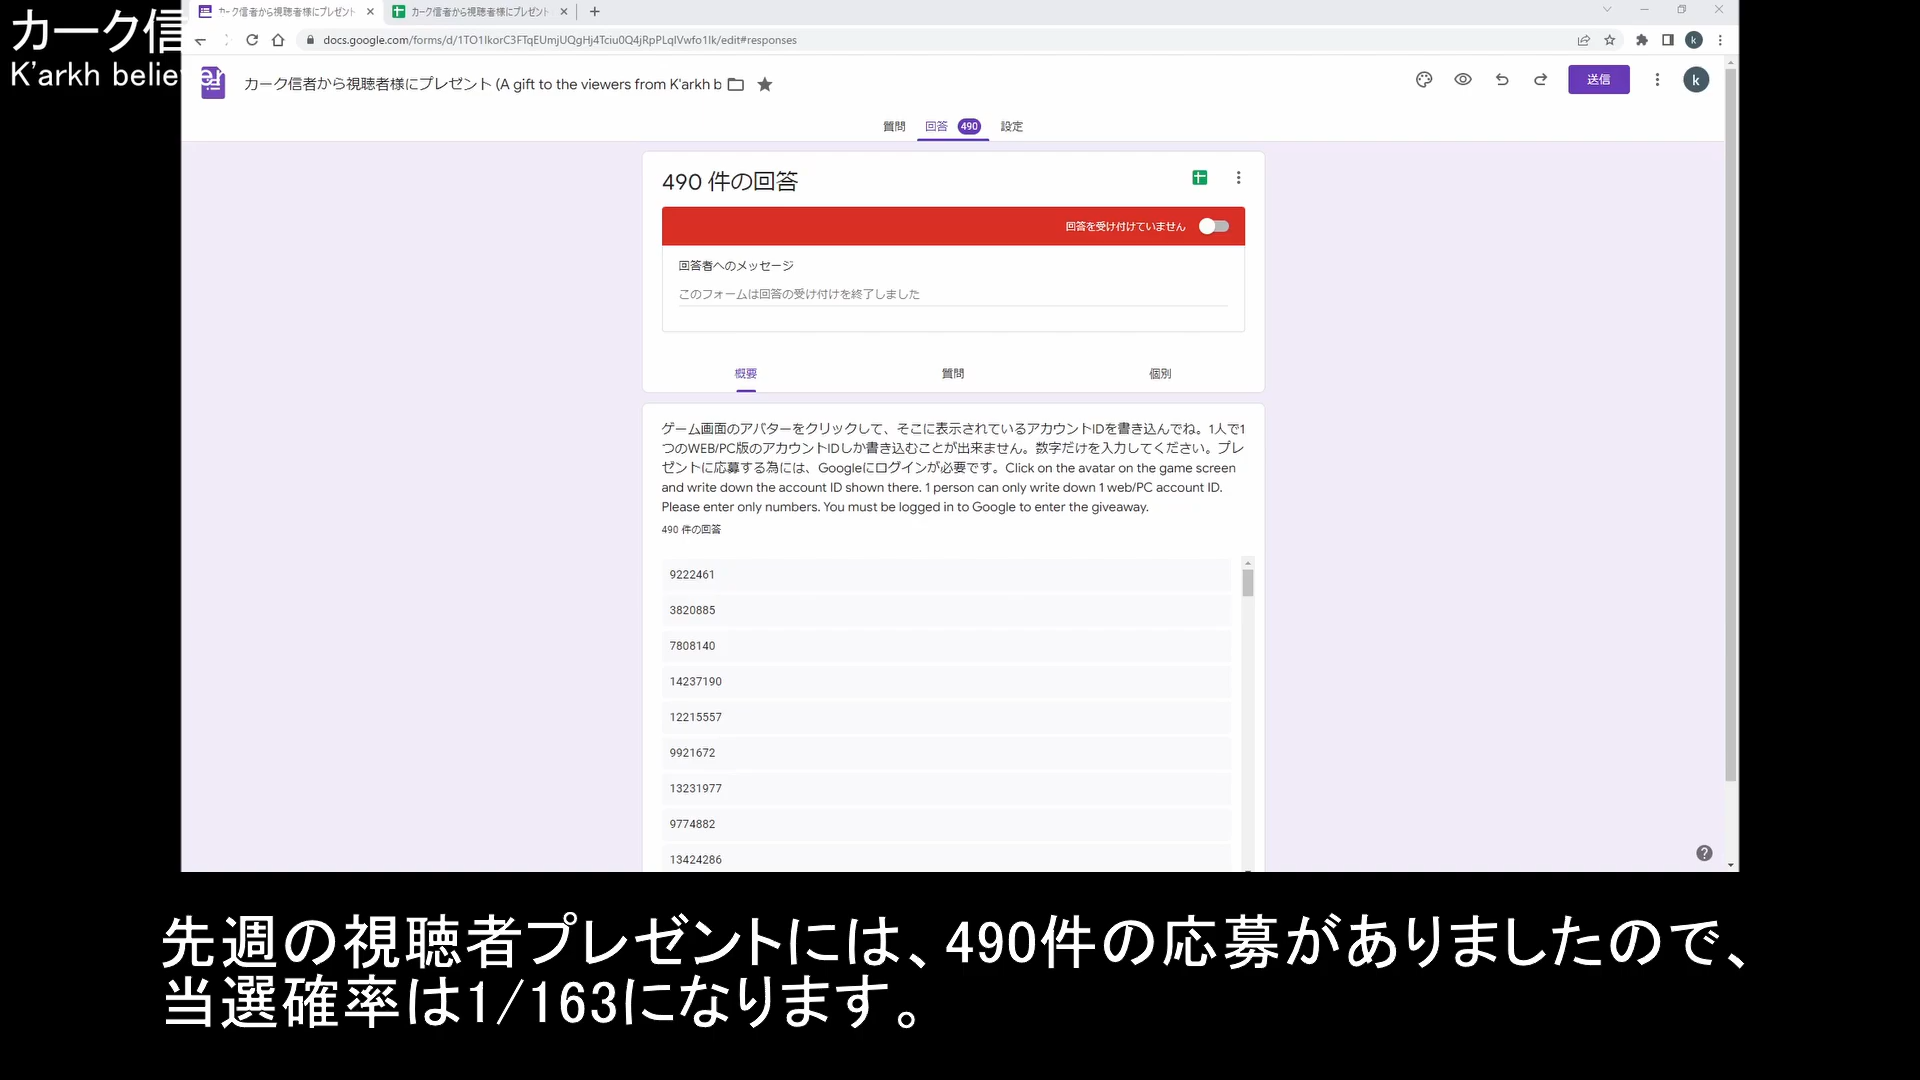 カーク信
K'arkh believer
カーク信者から視聴者様にプレゼント
カーク信者から視聴者様にプレゼント
docs.google.com/forms/d/1TO1IkorC3FTqEUmjUQgHj4Tciu0Q4jRpPLqIVwfo1Ik/edit#responses
k
カーク信者から視聴者様にプレゼント (A gift to the viewers from K'arkh b
送信
k
質問 回答 490 設定
490 件の回答
回答を受け付けていません
回答者へのメッセージ
このフォームは回答の受け付けを終了しました
概要 質問 個別
ゲーム画面のアバターをクリックして、そこに表示されているアカウントIDを書き込んでね。1人で1
つのWEB/PC版のアカウントIDしか書き込むことが出来ません。数字だけを入力してください。プレ
ゼントに応募する為には、Googleにログインが必要です。Click on the avatar on the game screen
and write down the account ID shown there. 1 person can only write down 1 web/PC account ID.
Please enter only numbers. You must be logged in to Google to enter the giveaway.
490 件の回答
9222461
3820885
7808140
14237190
12215557
9921672
13231977
9774882
13424286
先週の視聴者プレゼントには、490件の応募がありましたので、
当選確率は1/163になります。